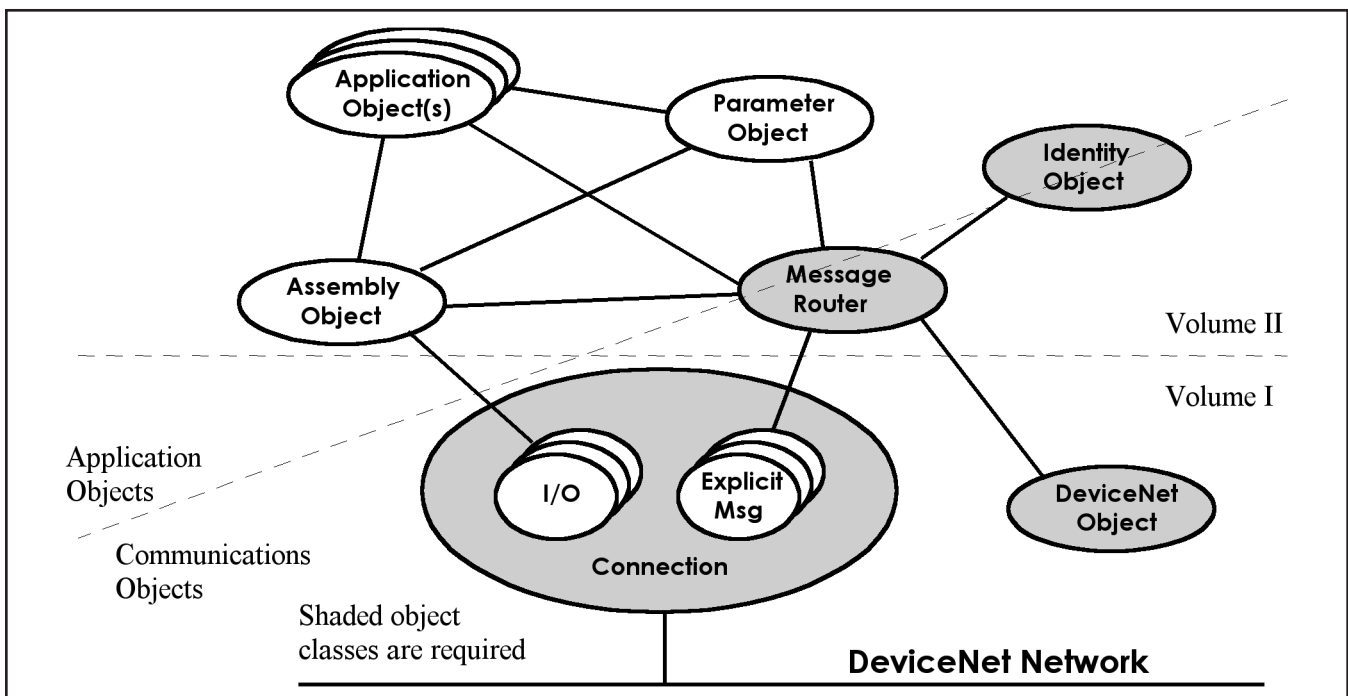 Application
Object(s)
Parameter
Object
Identity
Object
Assembly
Object
Message
Router
Volume II
Volume I
Application
Objects
I/O
Explicit
Msg
DeviceNet
Object
Communications
Objects
Connection
Shaded object
classes are required
DeviceNet Network